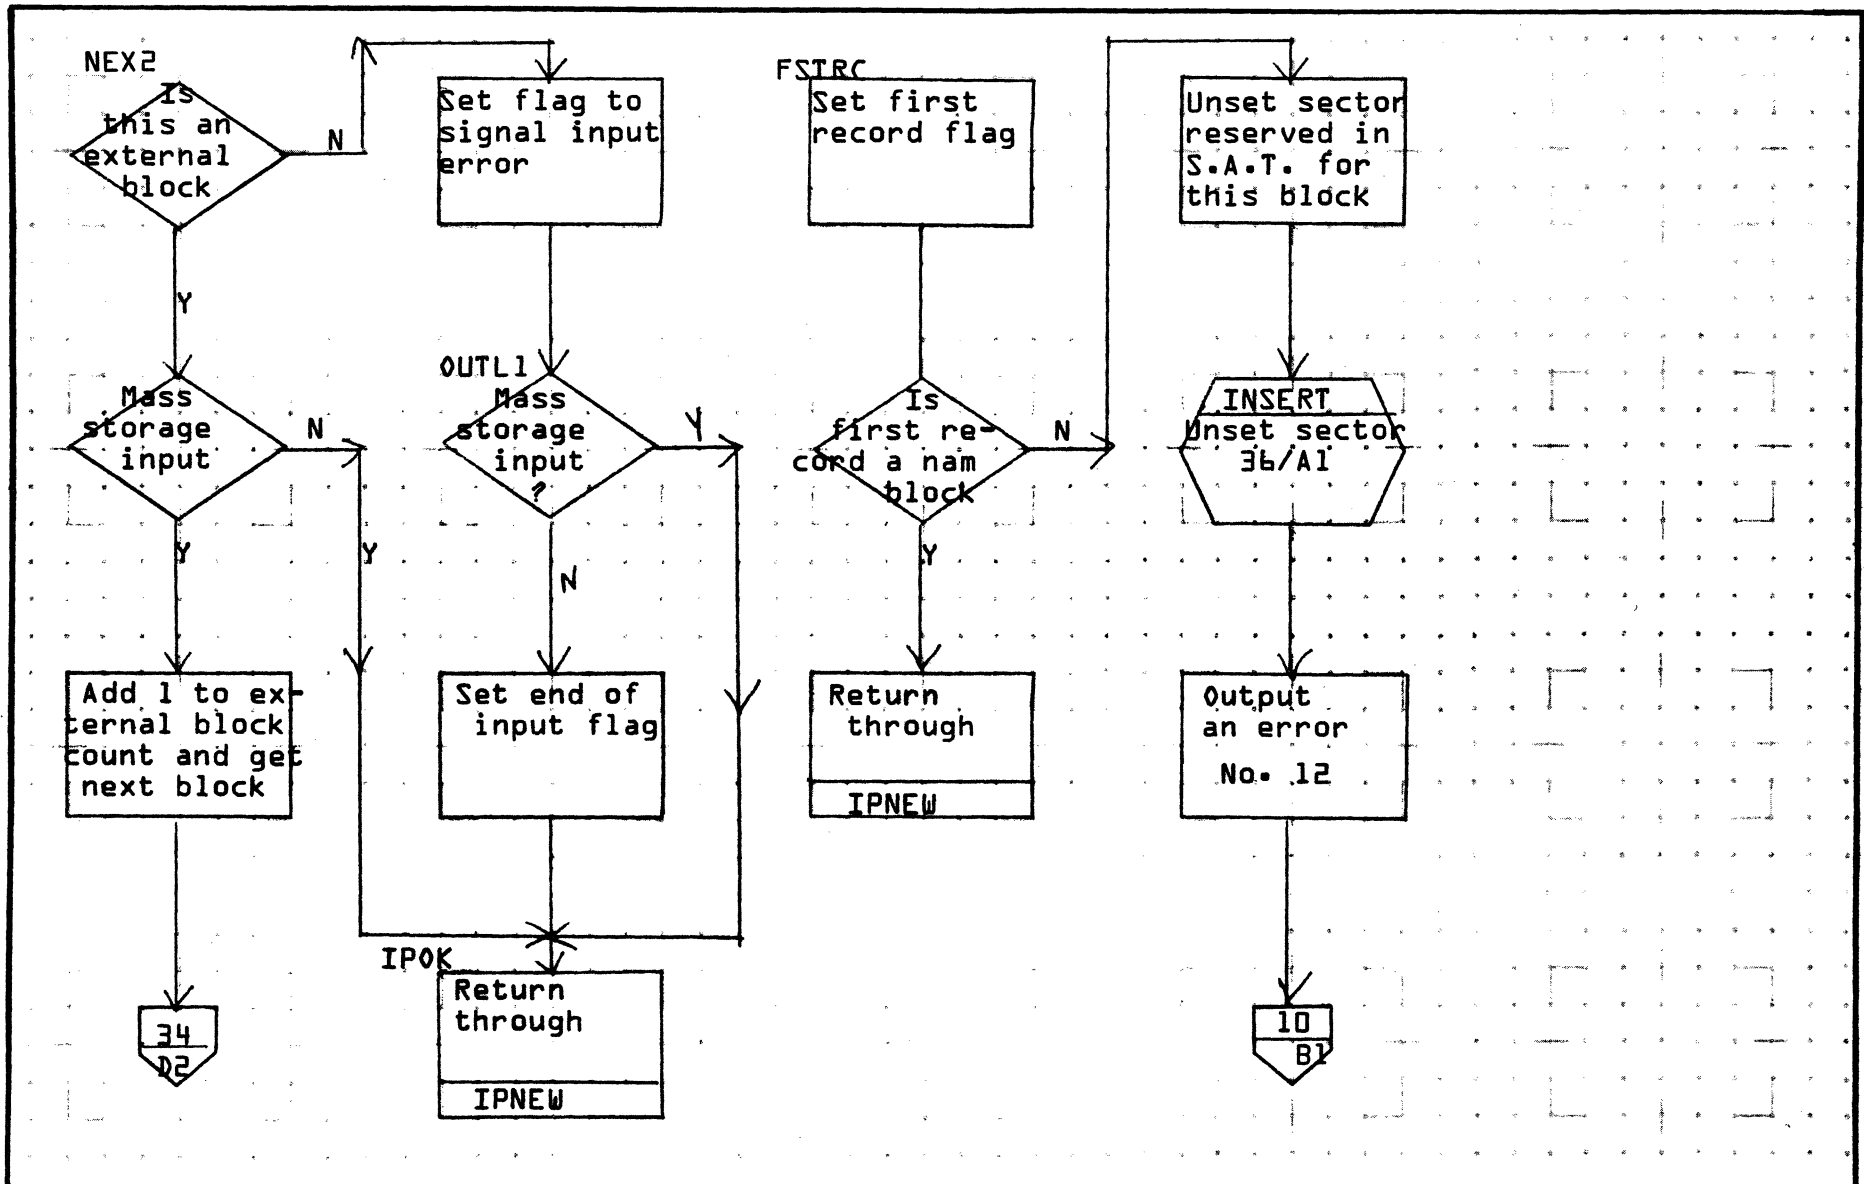 NEX2
Is
this an
external
block
N
Y
Mass
storage
input
N
Y
Y
Add 1 to ex-
ternal block
count and get
next block
34
D2
Set flag to
signal input
error
OUTL1
Mass
storage
input
?
Y
N
Set end of
input flag
IPOK
Return
through
IPNEW
FSTRC
Set first
record flag
Is
first re-
cord a nam
block
N
Y
Return
through
IPNEW
Unset sector
reserved in
S.A.T. for
this block
INSERT
Unset sector
36/A1
Output
an error
No. 12
10
B1